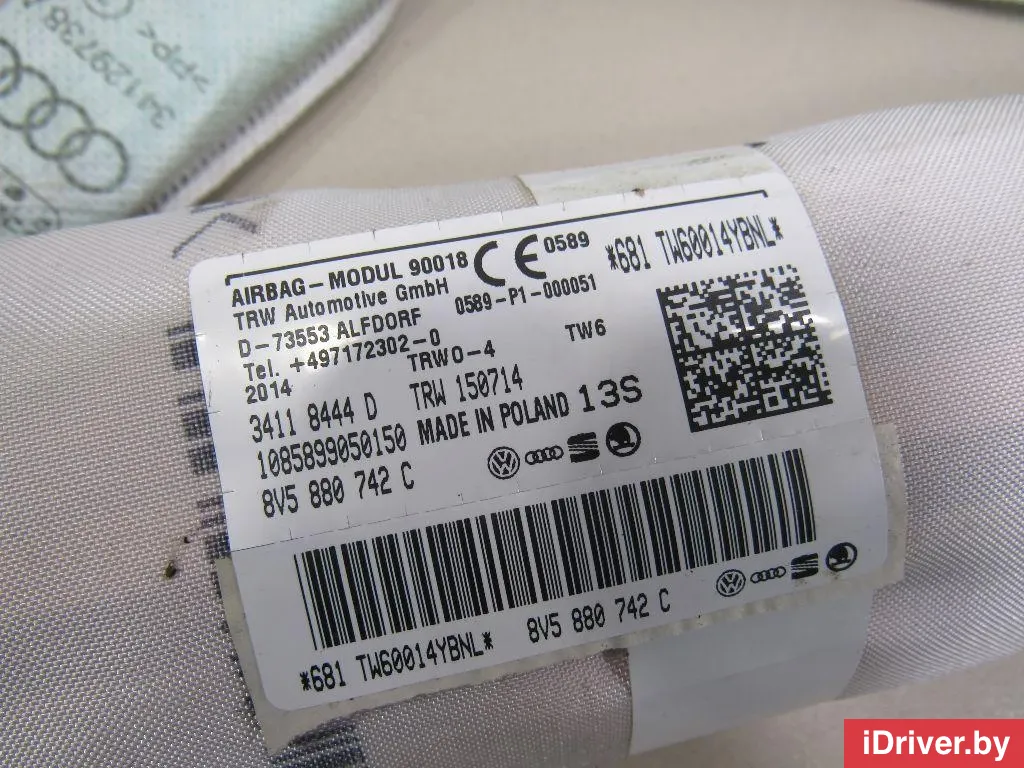 >PP<
AIRBAG-MODUL 90018 CE 0589
*681 TW60014YBNL*
TRW Automotive GmbH 0589-P1-000051
D-73553 ALFDORF
Tel. +497172302-0 TW6
2014 TRWO-4
3411 8444 D TRW 150714
1085899050150 MADE IN POLAND 13S
8V5 880 742 C
*681 TW60014YBNL* 8V5 880 742 C
iDriver.by